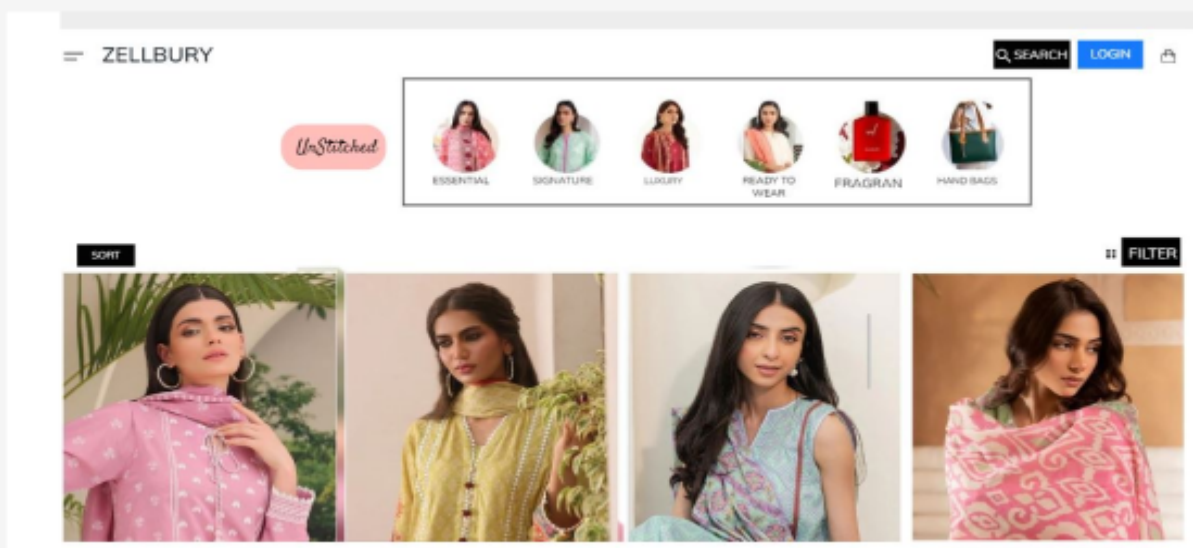 ZELLBURY
SEARCH
LOGIN
UnStitched
ESSENTIAL
SIGNATURE
LUXURY
READY TO
WEAR
FRAGRAN
HAND BAGS
SORT
FILTER